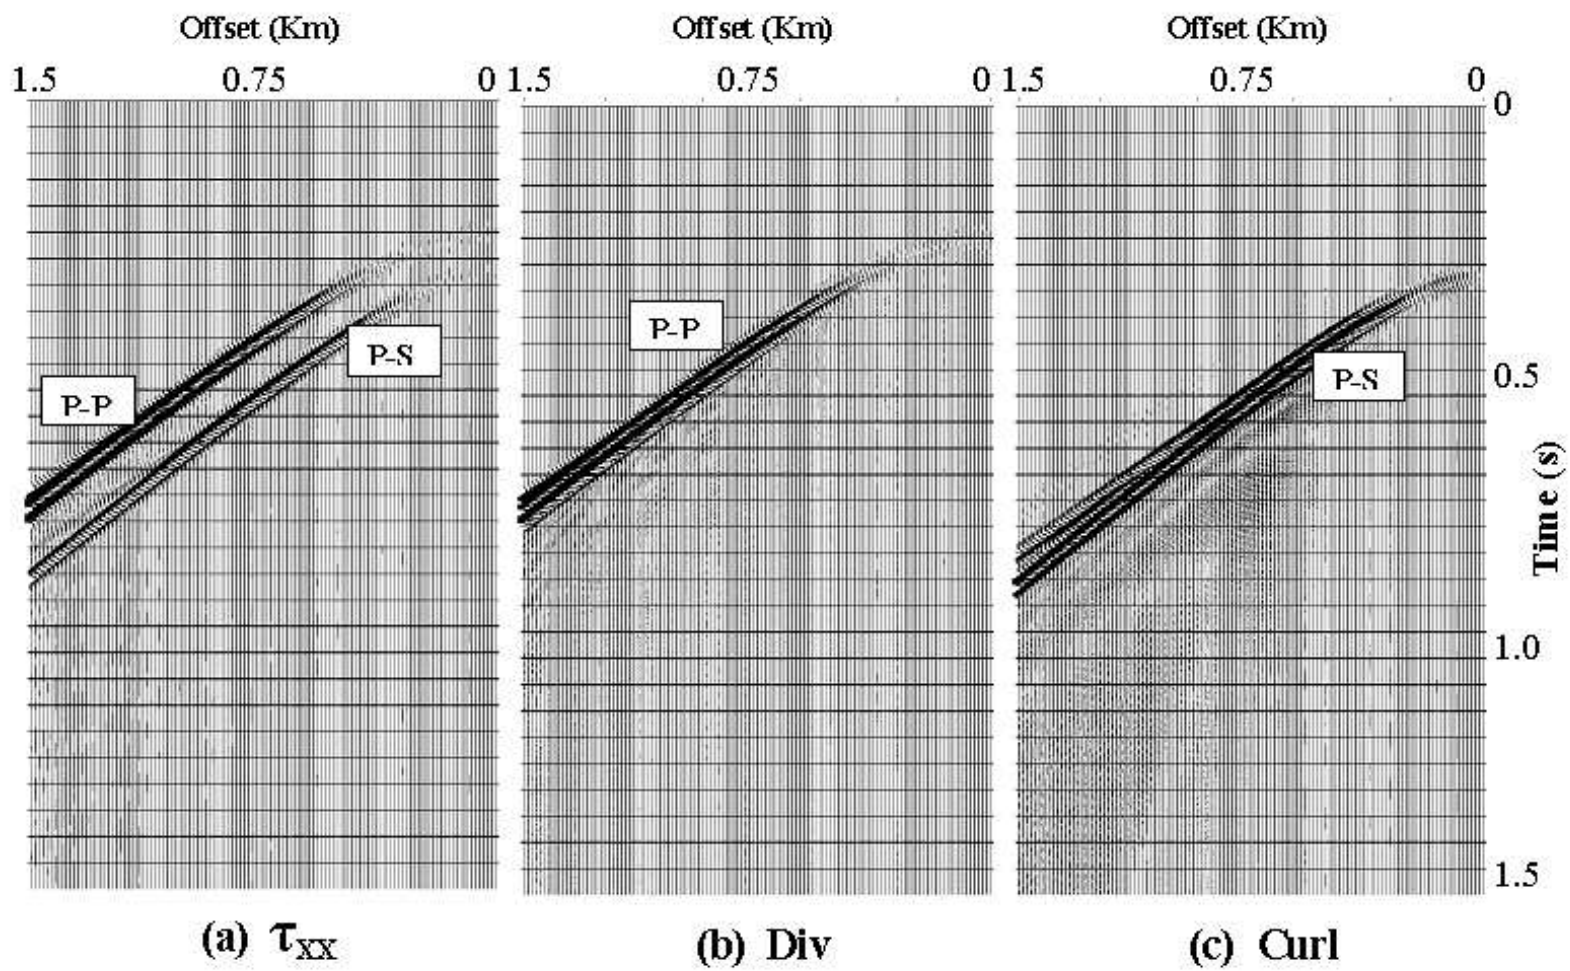 Offset (Km) Offset (Km) Offset (Km)
1.5 0.75 0 1.5 0.75 0 1.5 0.75 0
0
P-P
P-S
P-P
P-S
0.5
Time (s)
1.0
1.5
(a) τXX (b) Div (c) Curl